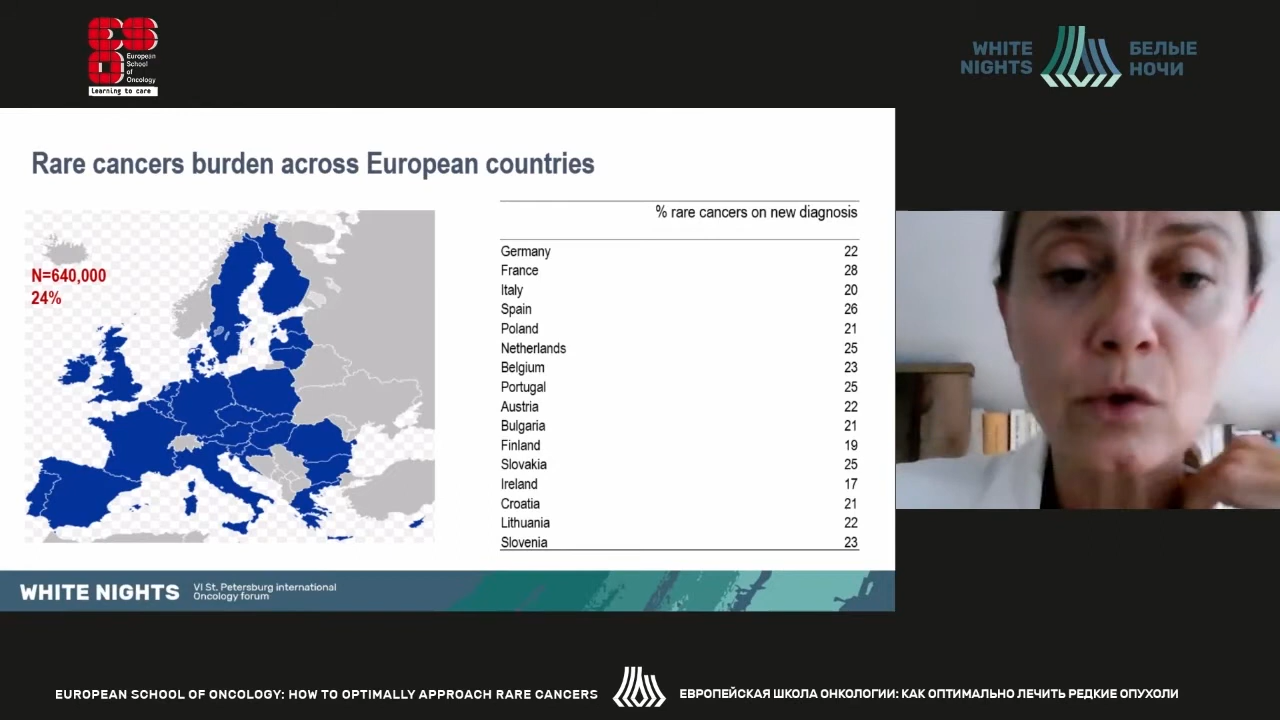 European
School
of
Oncology
Learning to care
WHITE
NIGHTS
БЕЛЫЕ
НОЧИ
Rare cancers burden across European countries
N=640,000
24%
% rare cancers on new diagnosis
Germany 22
France 28
Italy 20
Spain 26
Poland 21
Netherlands 25
Belgium 23
Portugal 25
Austria 22
Bulgaria 21
Finland 19
Slovakia 25
Ireland 17
Croatia 21
Lithuania 22
Slovenia 23
WHITE NIGHTS
VI St. Petersburg international
Oncology forum
EUROPEAN SCHOOL OF ONCOLOGY: HOW TO OPTIMALLY APPROACH RARE CANCERS
ЕВРОПЕЙСКАЯ ШКОЛА ОНКОЛОГИИ: КАК ОПТИМАЛЬНО ЛЕЧИТЬ РЕДКИЕ ОПУХОЛИ